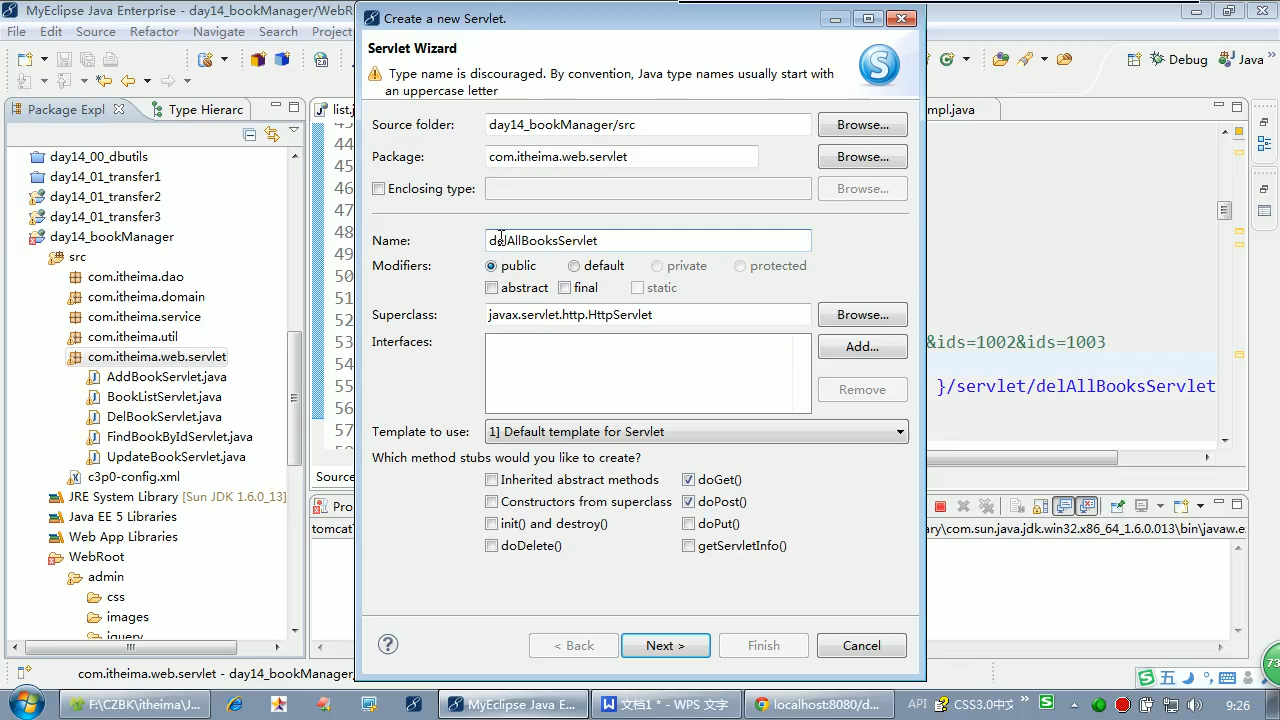 MyEclipse Java Enterprise - day14_bookManager/WebR
File Edit Source Refactor Navigate Search Project
Debug
Java
Package Expl
Type Hierarc
day14_00_dbutils
day14_01_transfer1
day14_01_transfer2
day14_01_transfer3
day14_bookManager
src
com.itheima.dao
com.itheima.domain
com.itheima.service
com.itheima.util
com.itheima.web.servlet
AddBookServlet.java
BookListServlet.java
DelBookServlet.java
FindBookByIdServlet.java
UpdateBookServlet.java
c3p0-config.xml
JRE System Library [Sun JDK 1.6.0_13]
Java EE 5 Libraries
Web App Libraries
WebRoot
admin
css
images
jquery
com.itheima.web.servlet - day14_bookManager
list.j
mpl.java
44
45
46
47
48
49
50
51
52
53
54
55
56
57
&ids=1002&ids=1003
}/servlet/delAllBooksServlet
Source
Pro
tomcat7
ary\com.sun.java.jdk.win32.x86_64_1.6.0.013\bin\javaw.e
Create a new Servlet.
Servlet Wizard
Type name is discouraged. By convention, Java type names usually start with
an uppercase letter
Source folder: day14_bookManager/src Browse...
Package: com.itheima.web.servlet Browse...
Enclosing type: Browse...
Name: delAllBooksServlet
Modifiers: public default private protected
abstract final static
Superclass: javax.servlet.http.HttpServlet Browse...
Interfaces: Add...
Remove
Template to use: 1] Default template for Servlet
Which method stubs would you like to create?
Inherited abstract methods doGet()
Constructors from superclass doPost()
init() and destroy() doPut()
doDelete() getServletInfo()
< Back Next > Finish Cancel
五
73
F:\CZBK\itheima\J...
MyEclipse Java E...
文档1 * - WPS 文字
localhost:8080/d...
API
CSS3.0中文
9:26